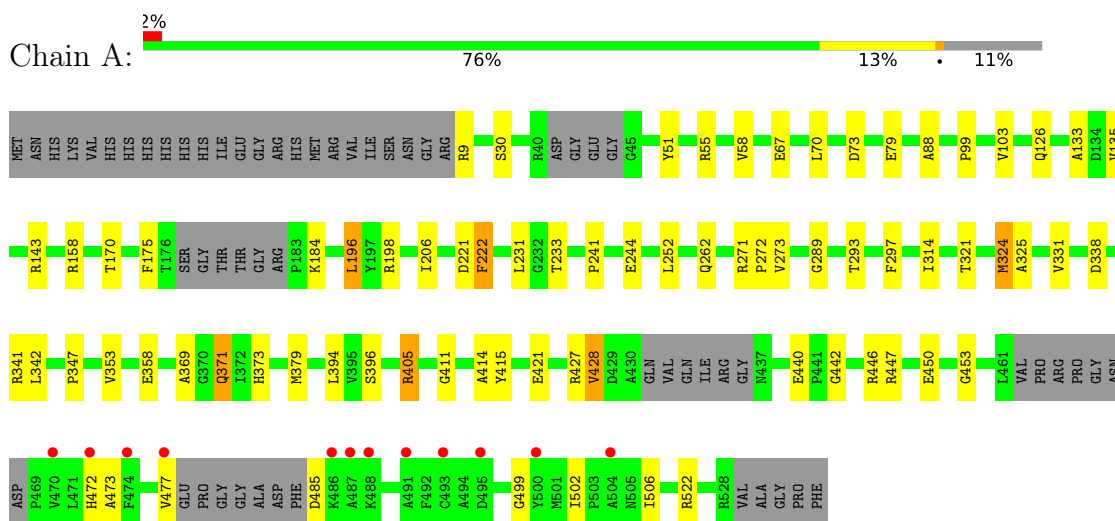 2%
Chain A:
76% 13% • 11%
MET ASN HIS LYS VAL HIS HIS HIS HIS HIS HIS ILE GLU GLY ARG HIS MET ARG VAL ILE SER ASN GLY ARG R9 S30 R40 ASP GLY GLU GLY G45 Y51 R55 V58 E67 L70 D73 E79 A88 P99 V103 Q126 A133 D134 V135
R143 R158 T170 F175 T176 SER GLY THR THR GLY ARG P183 K184 L196 Y197 R198 I206 D221 F222 L231 G232 T233 P241 E244 L252 Q262 R271 P272 V273 G289 T293 F297 I314 T321 M324 A325 V331 D338
R341 L342 P347 V353 E358 A369 G370 Q371 I372 H373 M379 L394 V395 S396 R405 G411 A414 Y415 E421 R427 V428 D429 A430 GLN VAL GLN ILE ARG GLY N437 E440 P441 G442 R446 R447 E450 G453 L461 VAL PRO ARG PRO GLY ASN
ASP P469 V470 L471 H472 A473 F474 V477 GLU PRO GLY GLY ALA ASP PHE D485 K486 A487 K488 A491 F492 C493 A494 D495 G499 Y500 M501 I502 P503 A504 N505 I506 R522 R528 VAL ALA GLY PRO PHE